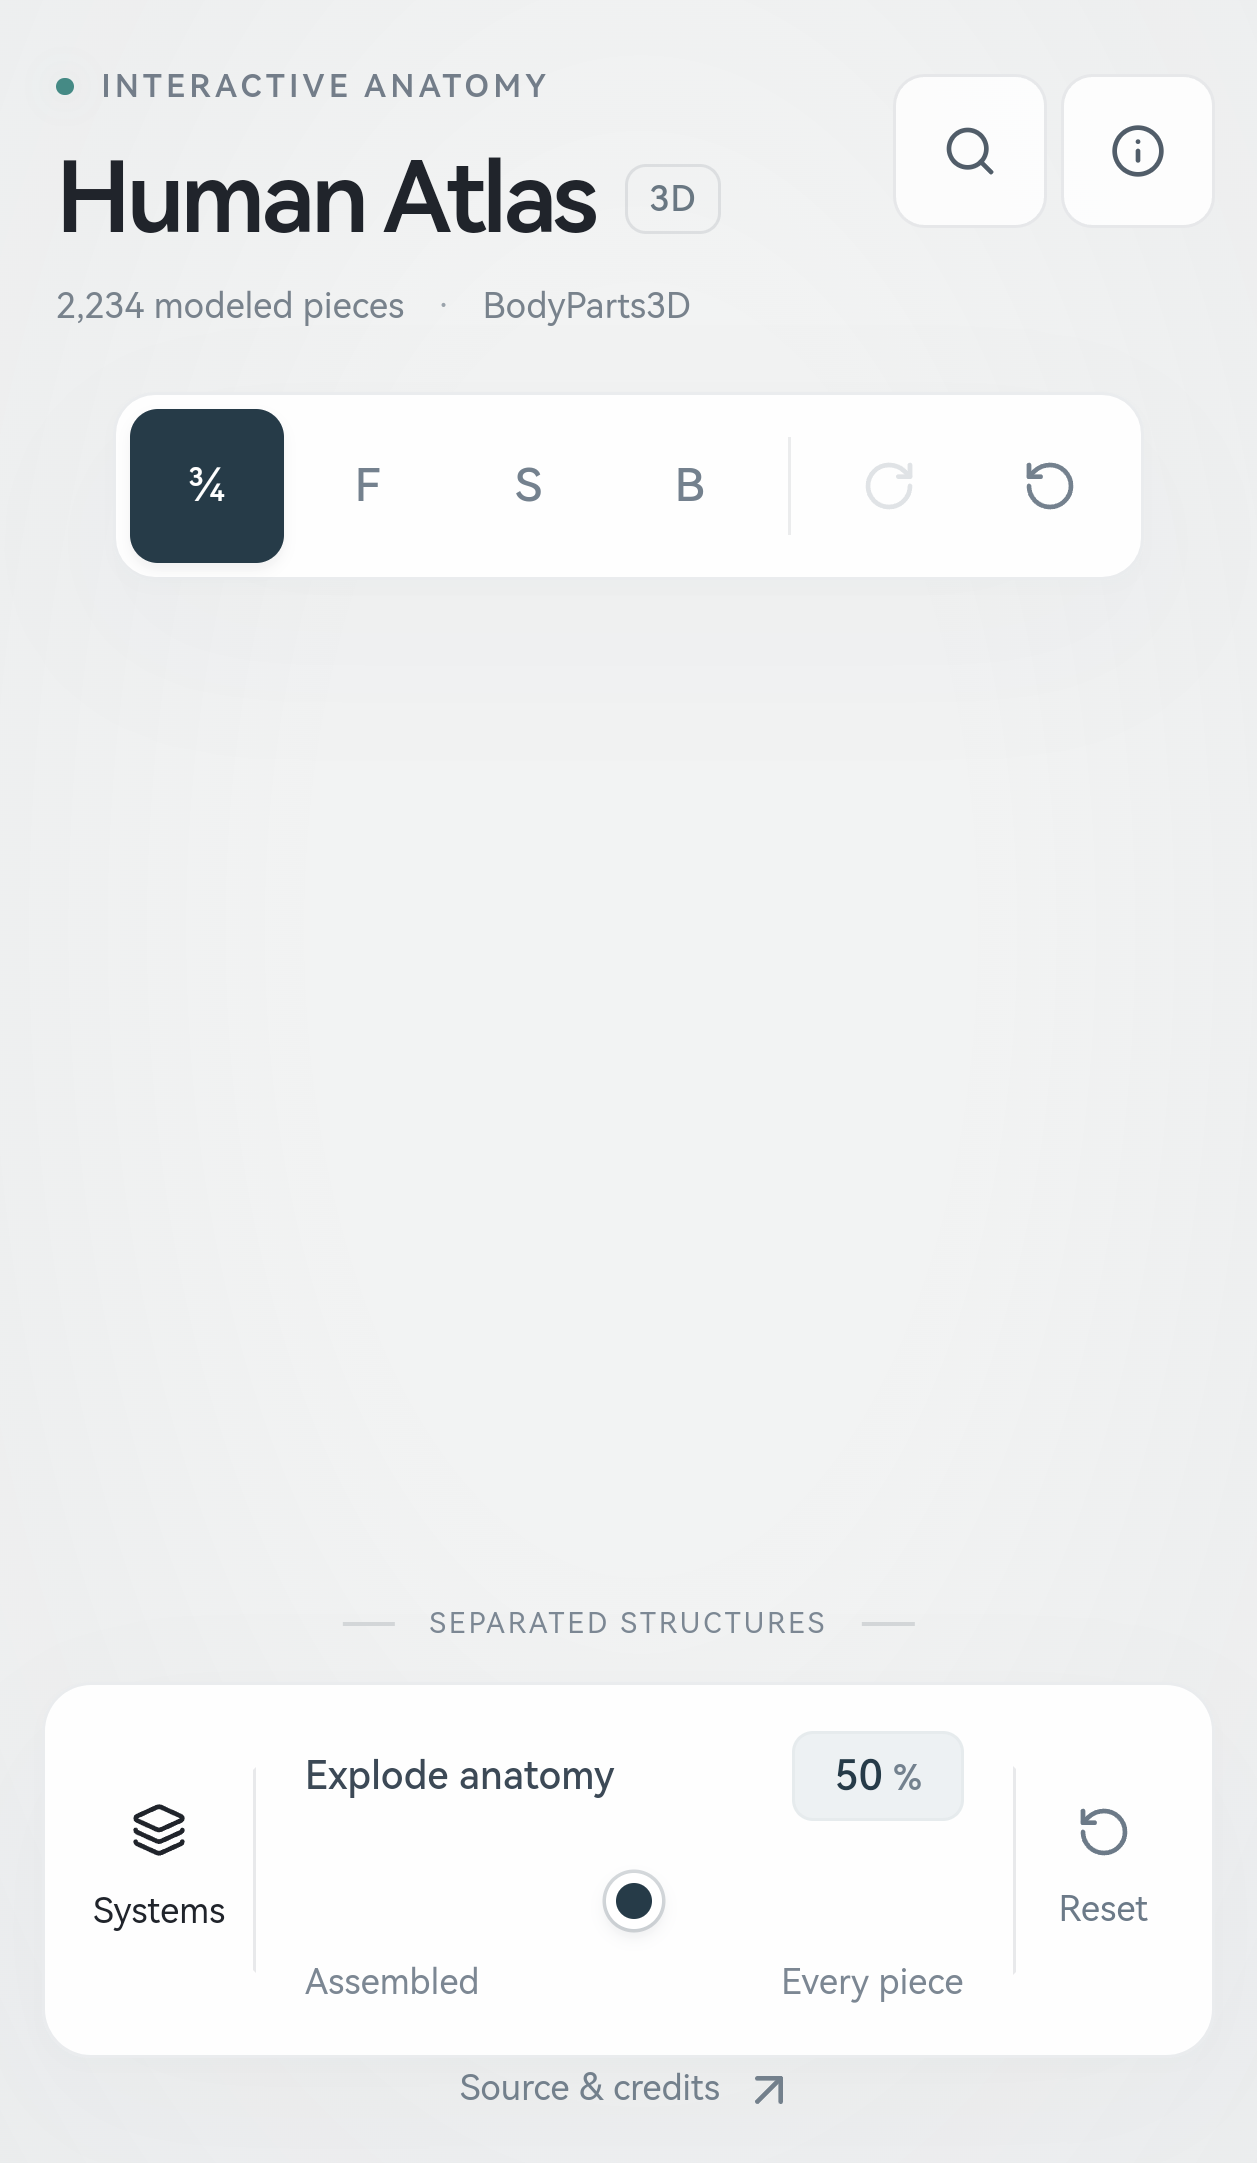 INTERACTIVE ANATOMY
Human Atlas 3D
2,234 modeled pieces · BodyParts3D
¾ F S B
SEPARATED STRUCTURES
Explode anatomy 50 %
Systems
Reset
Assembled Every piece
Source & credits